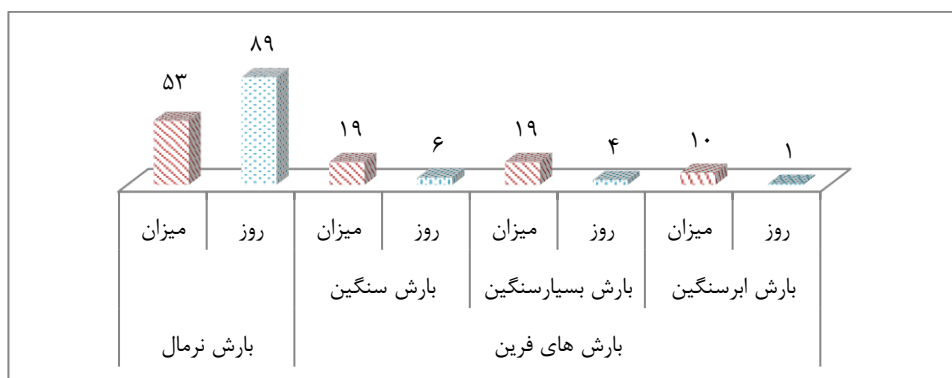 ۵۳ ۸۹ ۱۹ ۶ ۱۹ ۴ ۱۰ ۱
میزان روز میزان روز میزان روز میزان روز
بارش سنگین بارش بسیارسنگین بارش ابرسنگین
بارش نرمال بارش های فرین